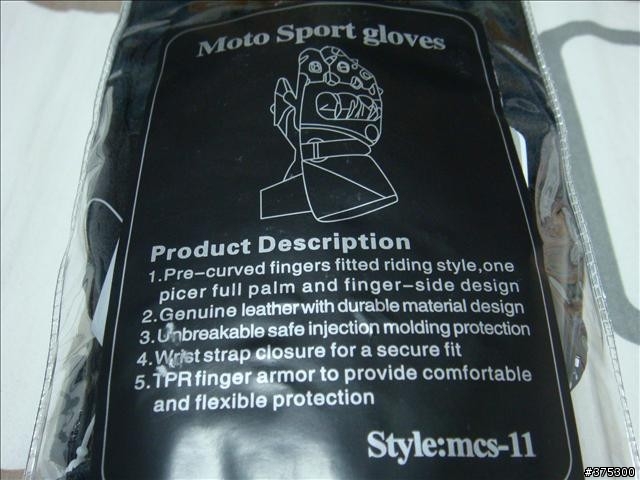 Moto Sport gloves
Product Description
1.Pre-curved fingers fitted riding style,one
picer full palm and finger-side design
2.Genuine leather with durable material design
3.Unbreakable safe injection molding protection
4.Wrist strap closure for a secure fit
5.TPR finger armor to provide comfortable
and flexible protection
Style:mcs-11
#375300